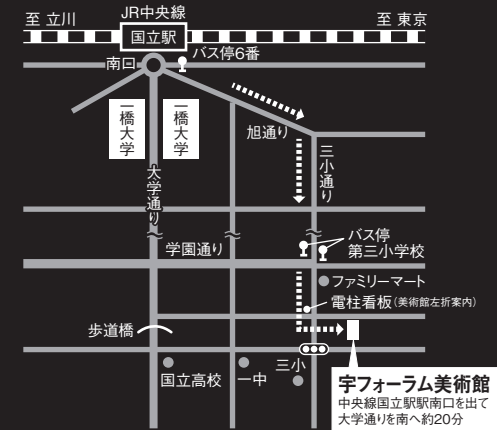 JR中央線
至 立川
至 東京
国立駅
バス停6番
南口
一橋大学
一橋大学
旭通り
三小通り
大学通り
バス停
第三小学校
学園通り
ファミリーマート
電柱看板(美術館左折案内)
歩道橋
三小
国立高校
一中
宇フォーラム美術館
中央線国立駅駅南口を出て
大学通りを南へ約20分